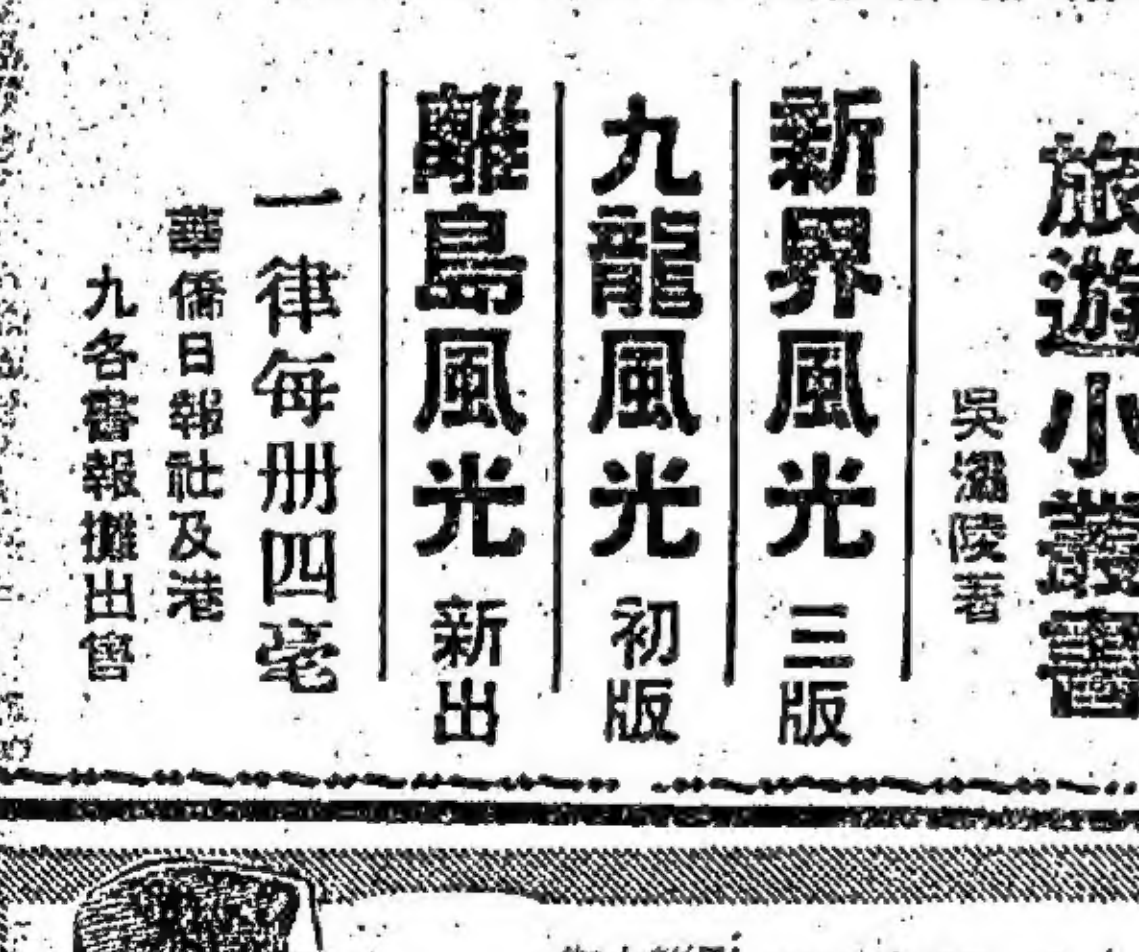 旅遊小叢書
吳灞陵著
新界風光 三版
九龍風光 初版
離島風光 新出
一律每册四毫
華僑日報社及港
九各書報攤出售